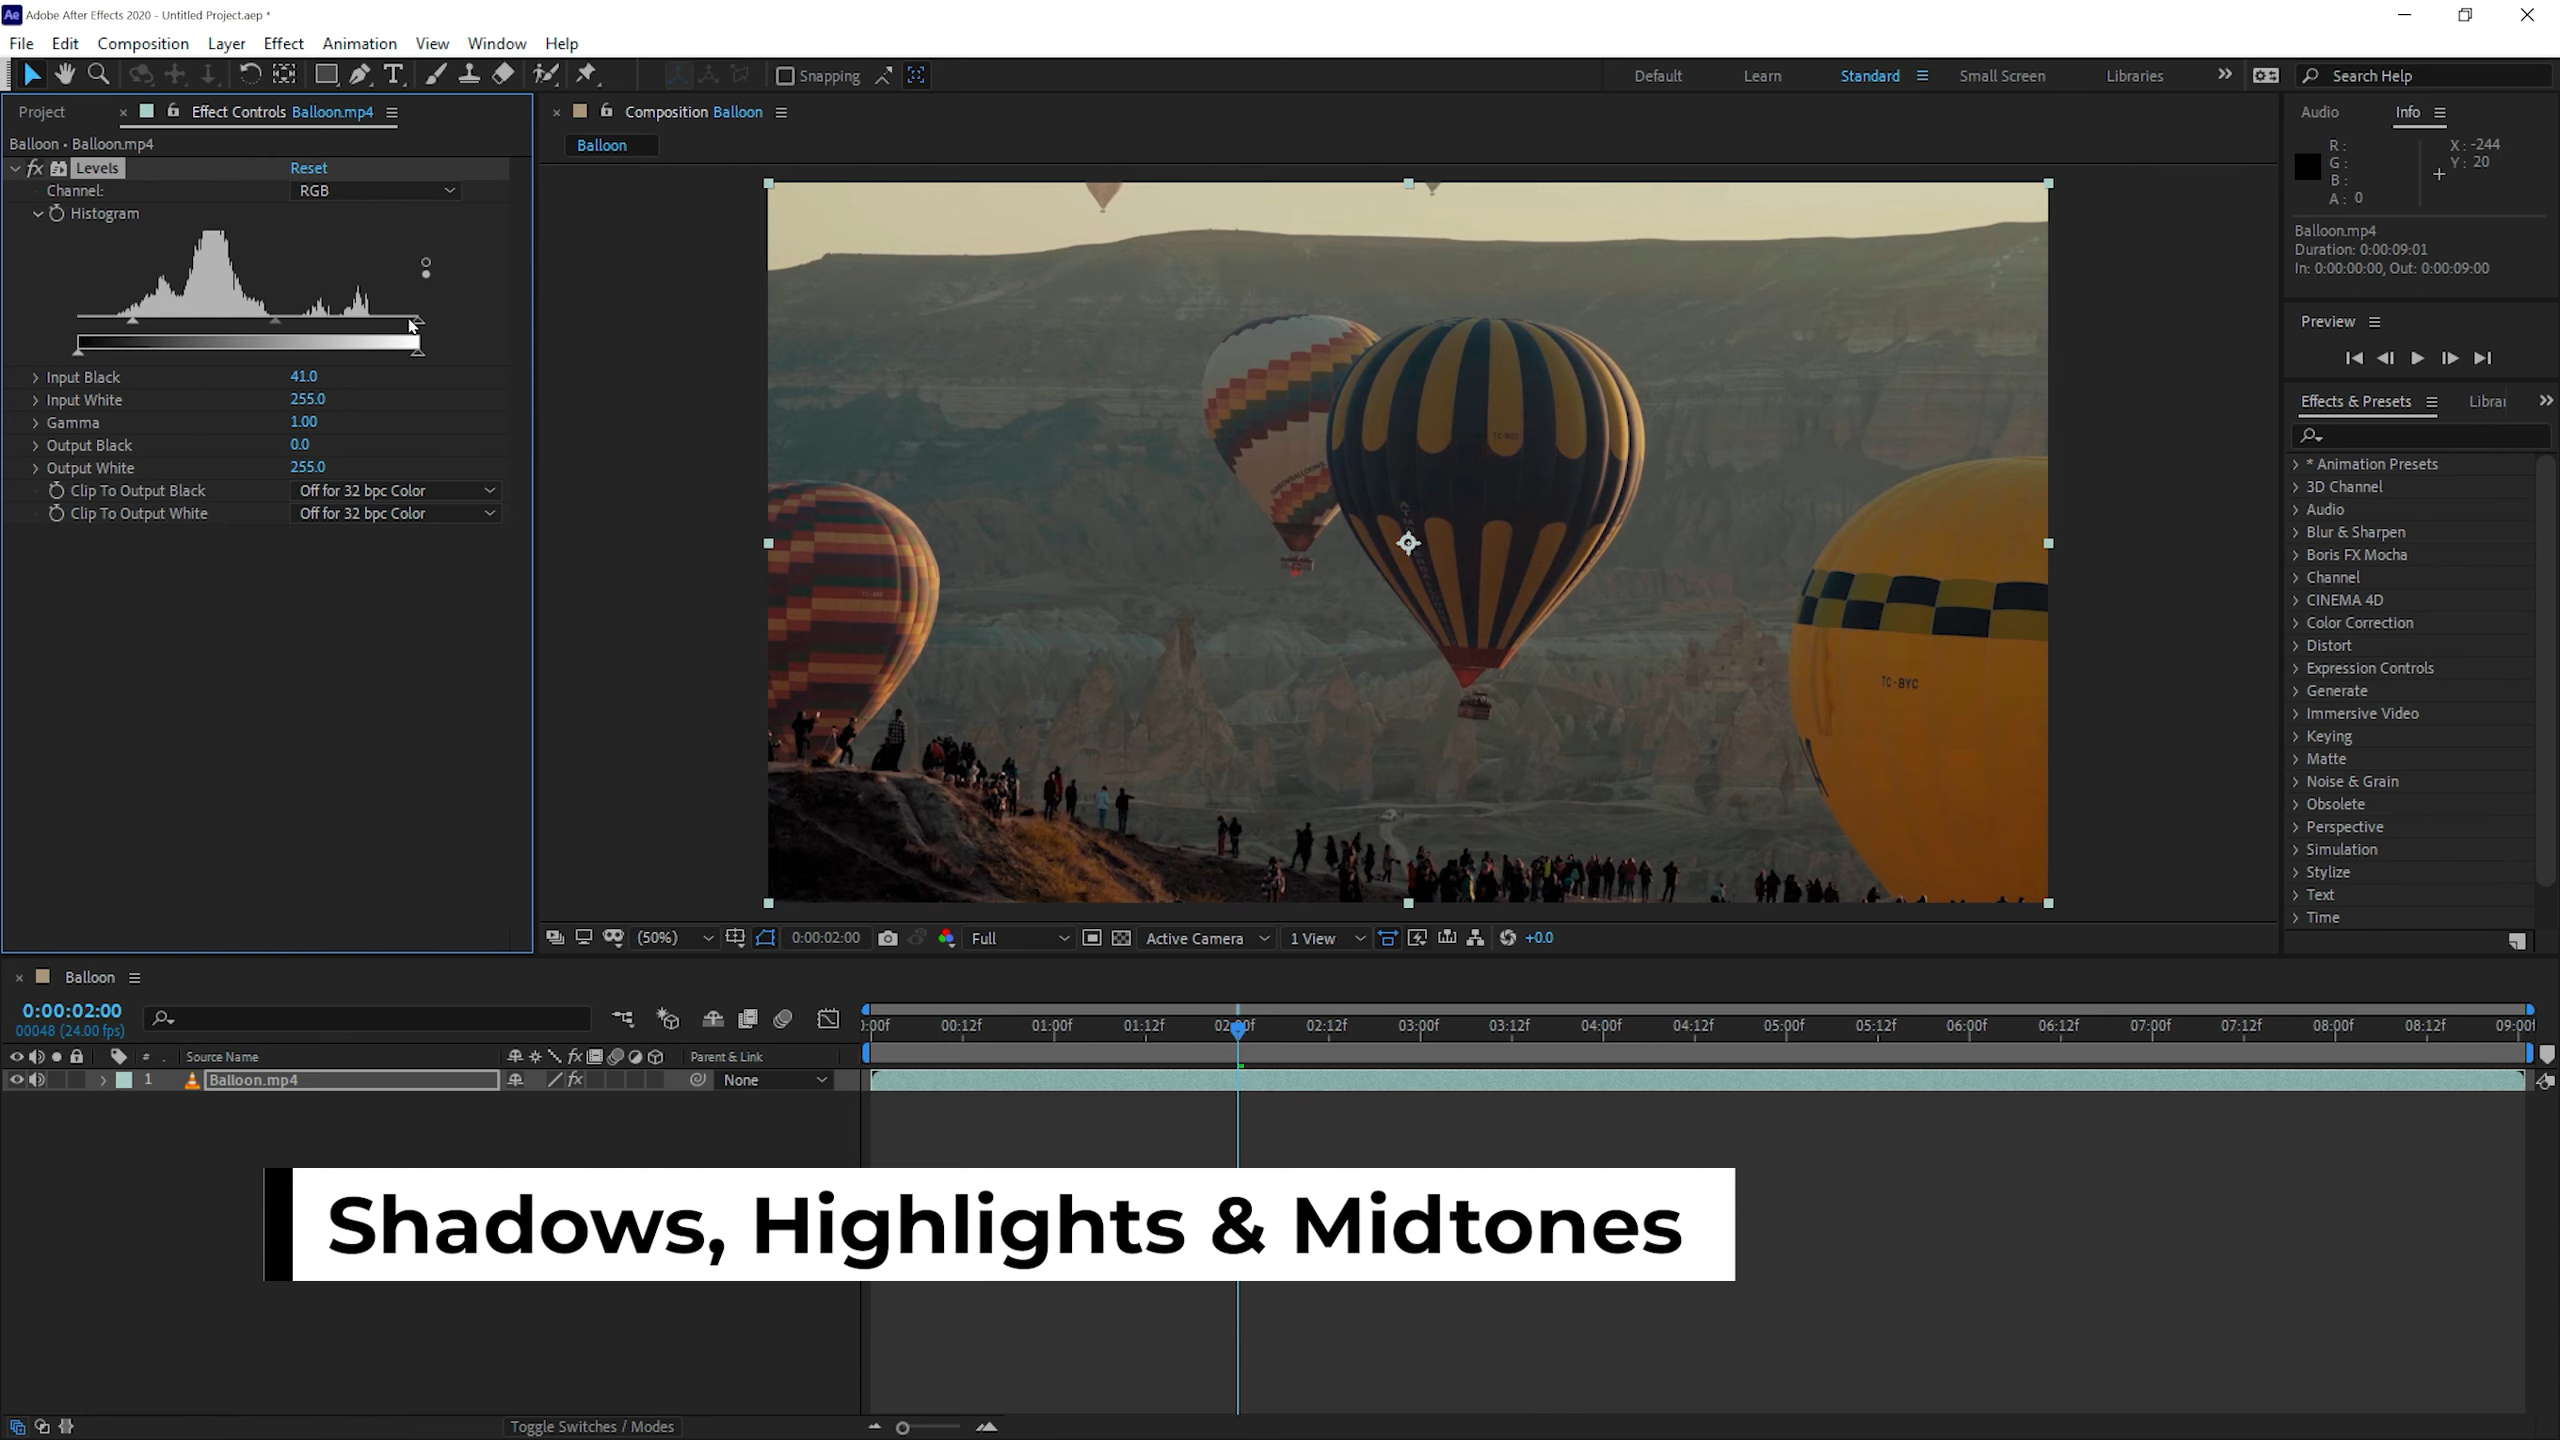 Ae Adobe After Effects 2020 - Untitled Project.aep *
File Edit Composition Layer Effect Animation View Window Help
Snapping Default Learn Standard Small Screen Libraries Search Help
Project Effect Controls Balloon.mp4
Balloon • Balloon.mp4
fx Levels Reset
Channel: RGB
Histogram
Input Black 41.0
Input White 255.0
Gamma 1.00
Output Black 0.0
Output White 255.0
Clip To Output Black Off for 32 bpc Color
Clip To Output White Off for 32 bpc Color
Composition Balloon
Balloon
TC-BYC
(50%) 0:00:02:00 Full Active Camera 1 View +0.0
Audio Info
R : X : -244
G : Y : 20
B :
A : 0
Balloon.mp4
Duration: 0:00:09:01
In: 0:00:00:00, Out: 0:00:09:00
Preview
Effects & Presets Librar
* Animation Presets
3D Channel
Audio
Blur & Sharpen
Boris FX Mocha
Channel
CINEMA 4D
Color Correction
Distort
Expression Controls
Generate
Immersive Video
Keying
Matte
Noise & Grain
Obsolete
Perspective
Simulation
Stylize
Text
Time
Balloon
0:00:02:00
00048 (24.00 fps)
):00f 00:12f 01:00f 01:12f 02:00f 02:12f 03:00f 03:12f 04:00f 04:12f 05:00f 05:12f 06:00f 06:12f 07:00f 07:12f 08:00f 08:12f 09:00f
# Source Name fx Parent & Link
1 Balloon.mp4 fx None
Shadows, Highlights & Midtones
Toggle Switches / Modes